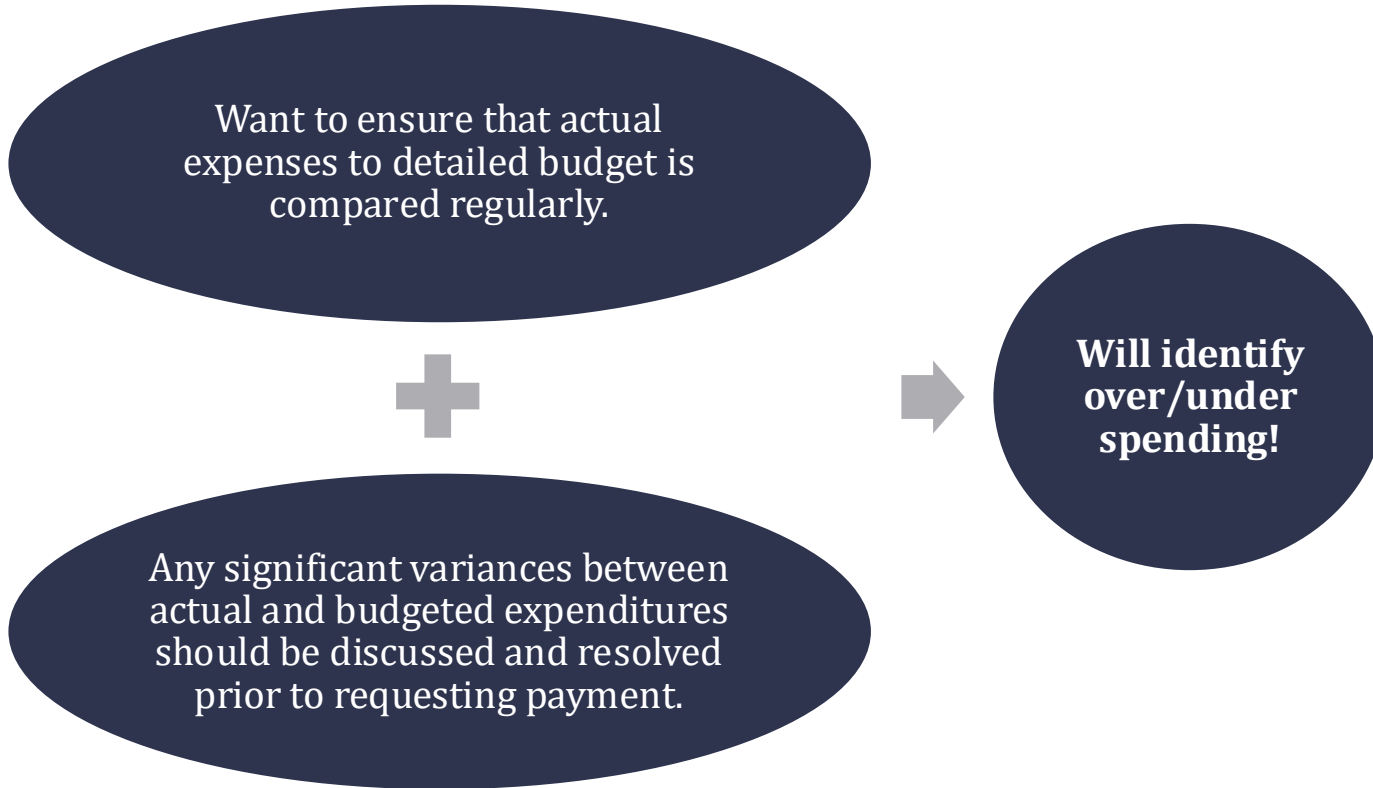 Want to ensure that actual
expenses to detailed budget is
compared regularly.
Any significant variances between
actual and budgeted expenditures
should be discussed and resolved
prior to requesting payment.
Will identify
over/under
spending!